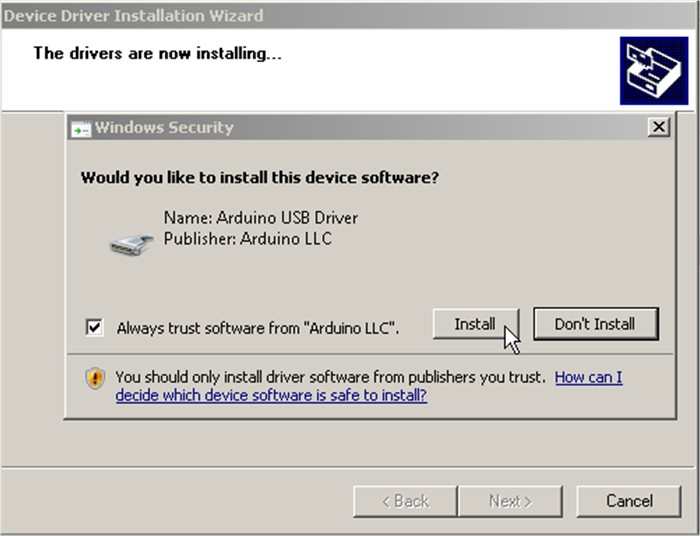 Device Driver Installation Wizard
The drivers are now installing...
Windows Security
Would you like to install this device software?
Name: Arduino USB Driver
Publisher: Arduino LLC
Always trust software from "Arduino LLC".
Install
Don't Install
You should only install driver software from publishers you trust. How can I
decide which device software is safe to install?
< Back
Next >
Cancel